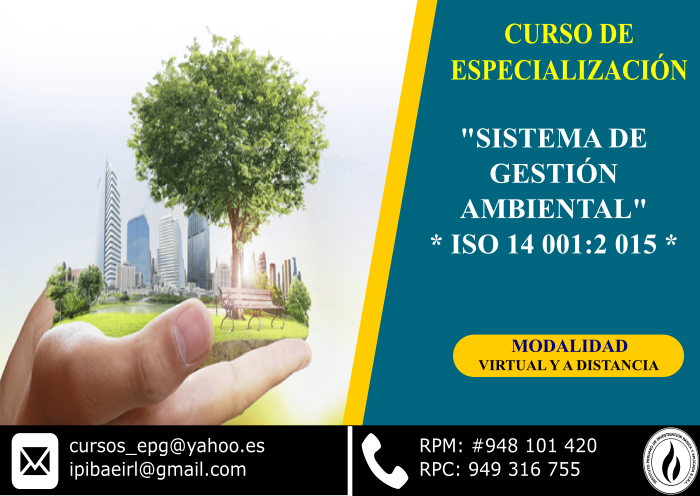 CURSO DE
ESPECIALIZACIÓN
"SISTEMA DE
GESTIÓN
AMBIENTAL"
* ISO 14 001:2 015 *
MODALIDAD
VIRTUAL Y A DISTANCIA
cursos_epg@yahoo.es
ipibaeirl@gmail.com
RPM: #948 101 420
RPC: 949 316 755